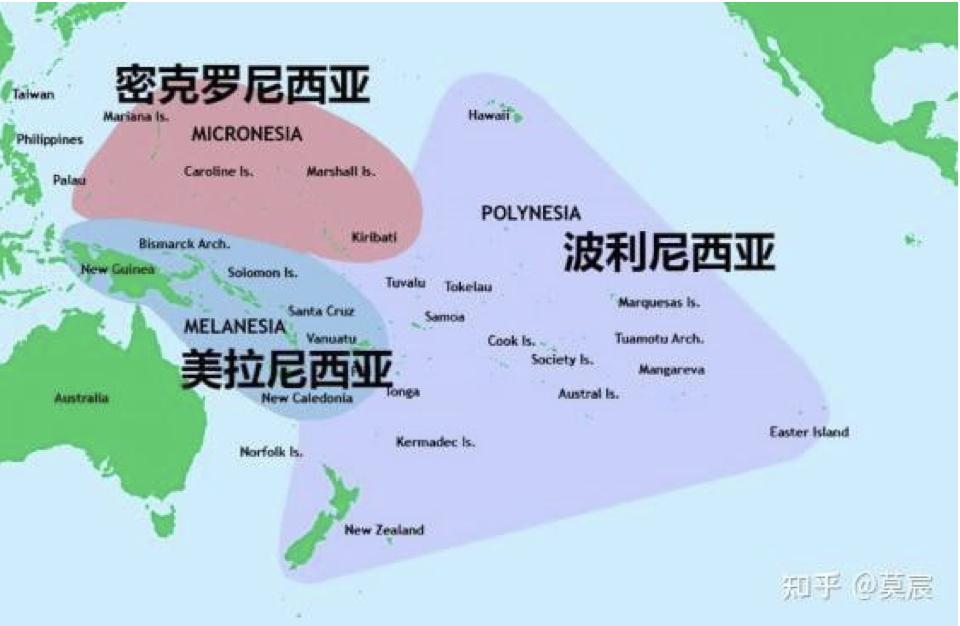 密克罗尼西亚
Taiwan
Mariana Is.
Philippines
MICRONESIA
Palau
Caroline Is.
Marshall Is.
Hawaii
POLYNESIA
波利尼西亚
Kiribati
Bismarck Arch.
New Guinea
Solomon Is.
Tuvalu
Tokelau
Santa Cruz
Samoa
Marquesas Is.
MELANESIA
Vanuatu
Cook Is.
Tuamotu Arch.
美拉尼西亚
Society Is.
Mangareva
Tonga
Austral Is.
Australia
New Caledonia
Easter Island
Norfolk Is.
Kermadec Is.
New Zealand
知乎 @莫宸